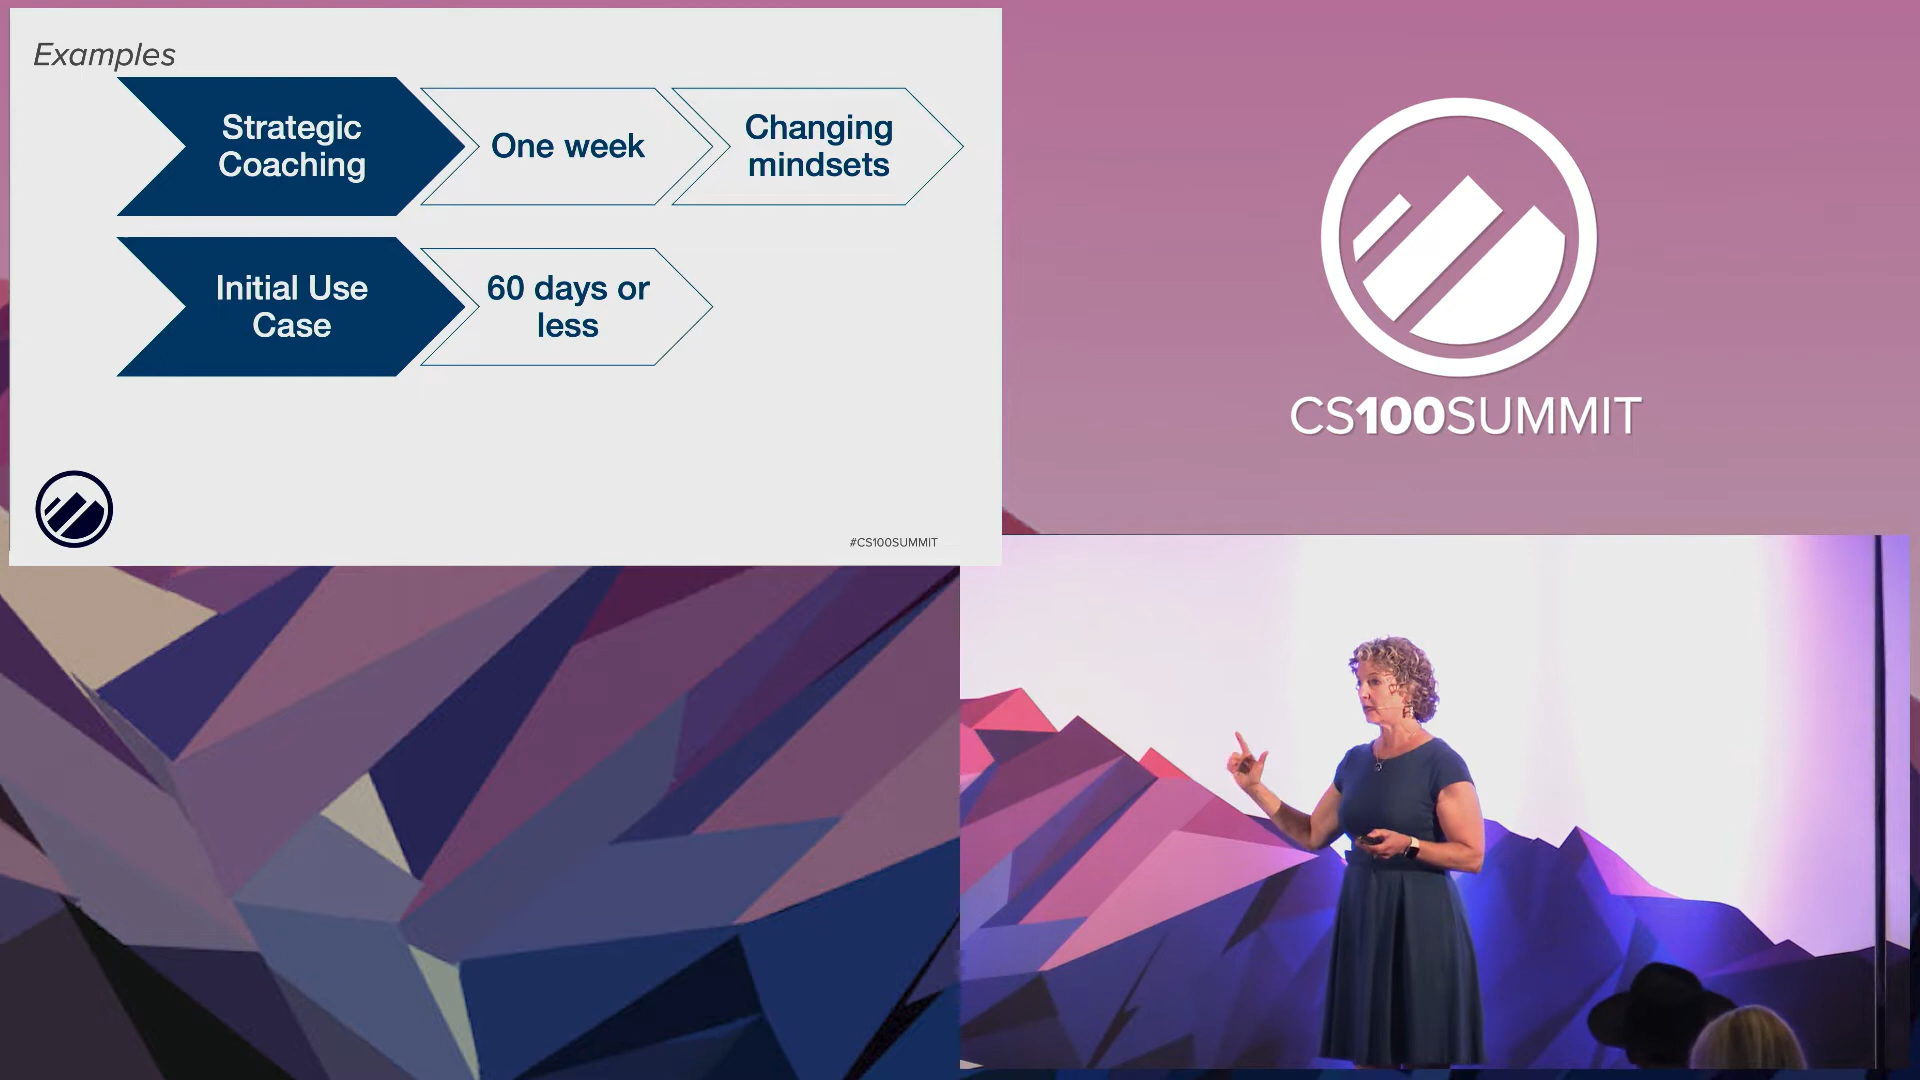 Examples
Strategic
Coaching
One week
Changing
mindsets
Initial Use
Case
60 days or
less
#CS100SUMMIT
CS100SUMMIT